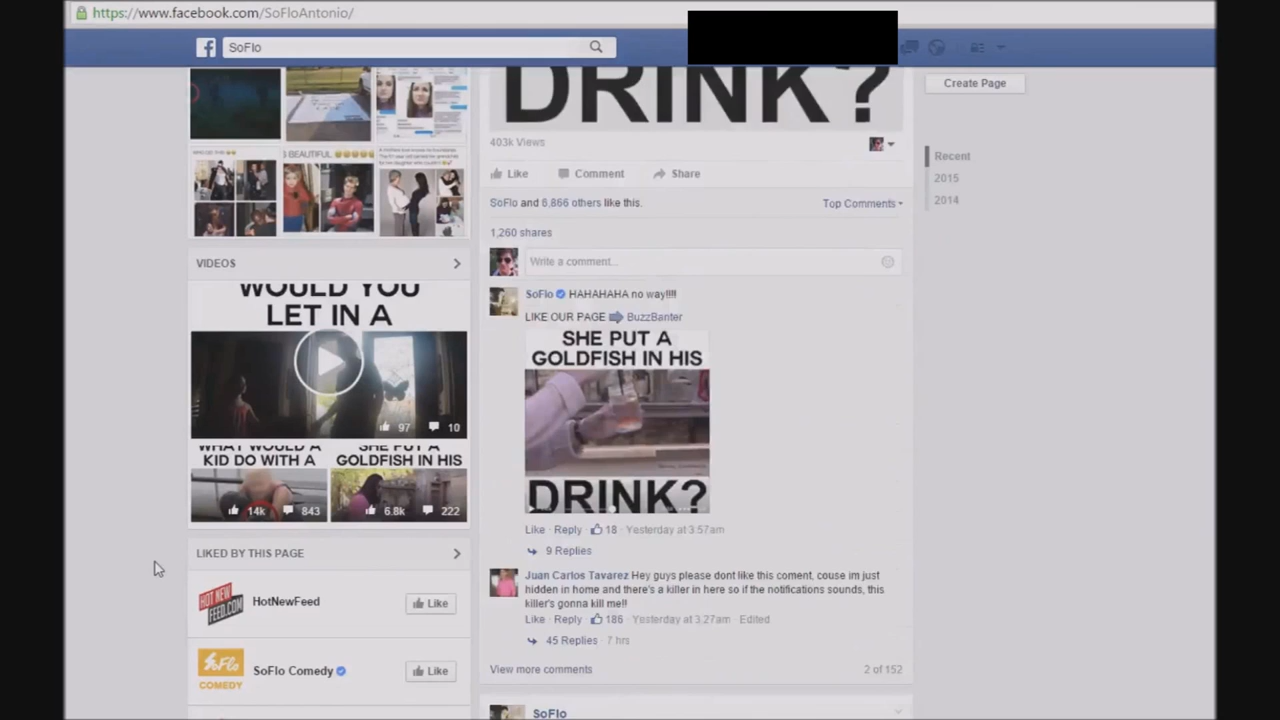 https://www.facebook.com/SoFloAntonio/
SoFlo
Create Page
Recent
2015
2014
BEAUTIFUL
VIDEOS
WOULD YOU
LET IN A
97
10
WHAT WOULD A
KID DO WITH A
14k
843
SHE PUT A
GOLDFISH IN HIS
6.8k
222
LIKED BY THIS PAGE
HOT NEW
FEED.COM
HotNewFeed
Like
SoFlo
COMEDY
SoFlo Comedy
Like
DRINK?
403k Views
Like Comment Share
SoFlo and 6,866 others like this.
Top Comments
1,260 shares
Write a comment...
SoFlo HAHAHAHA no way!!!!
LIKE OUR PAGE BuzzBanter
SHE PUT A
GOLDFISH IN HIS
DRINK?
Like · Reply · 18 · Yesterday at 3:57am
9 Replies
Juan Carlos Tavarez Hey guys please dont like this coment, couse im just
hidden in home and there's a killer in here so if the notifications sounds, this
killer's gonna kill me!!
Like · Reply · 186 · Yesterday at 3:27am · Edited
45 Replies · 7 hrs
View more comments
2 of 152
SoFlo